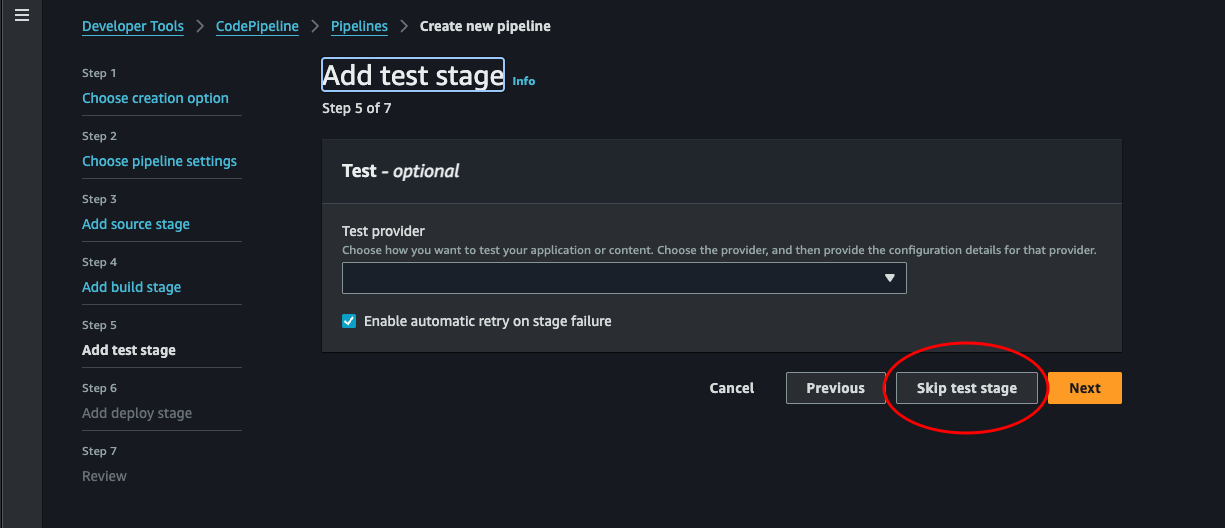 Developer Tools > CodePipeline > Pipelines > Create new pipeline
Step 1
Choose creation option
Step 2
Choose pipeline settings
Step 3
Add source stage
Step 4
Add build stage
Step 5
Add test stage
Step 6
Add deploy stage
Step 7
Review
Add test stage Info
Step 5 of 7
Test - optional
Test provider
Choose how you want to test your application or content. Choose the provider, and then provide the configuration details for that provider.
Enable automatic retry on stage failure
Cancel Previous Skip test stage Next